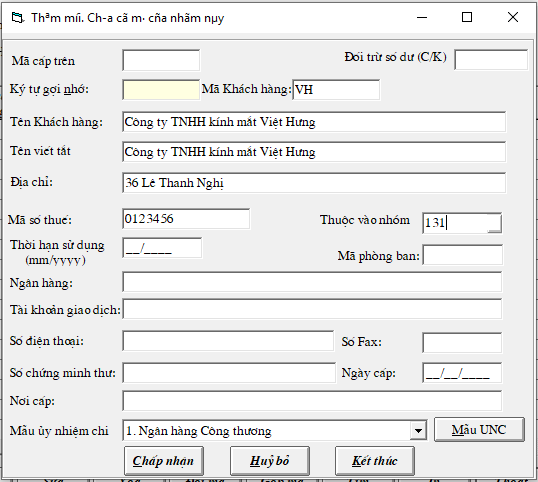 Thªm míi. Ch-a cã m· cña nhãm nµy
Mã cấp trên
Đối trừ số dư (C/K)
Ký tự gợi nhớ:
Mã Khách hàng: VH
Tên Khách hàng: Công ty TNHH kính mắt Việt Hưng
Tên viết tắt Công ty TNHH kính mắt Việt Hưng
Địa chỉ: 36 Lê Thanh Nghị
Mã số thuế: 0123456
Thuộc vào nhóm 131
Thời hạn sử dụng __/____
(mm/yyyy)
Mã phòng ban:
Ngân hàng:
Tài khoản giao dịch:
Số điện thoại:
Số Fax:
Số chứng minh thư:
Ngày cấp: __/__/____
Nơi cấp:
Mẫu ủy nhiệm chi 1. Ngân hàng Công thương
Mẫu UNC
Chấp nhận Huỷ bỏ Kết thúc